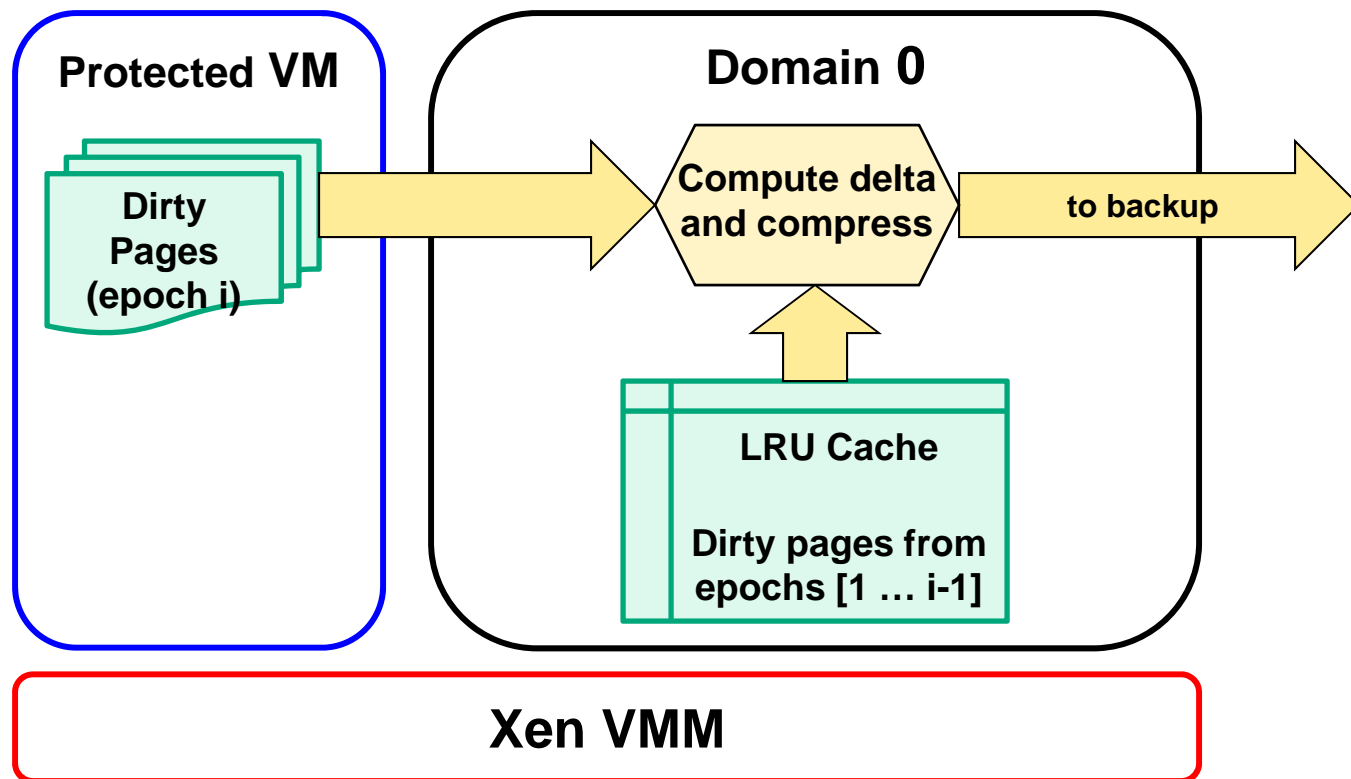 Protected VM
Domain 0
Dirty
Pages
(epoch i)
Compute delta
and compress
to backup
LRU Cache
Dirty pages from
epochs [1 … i-1]
Xen VMM